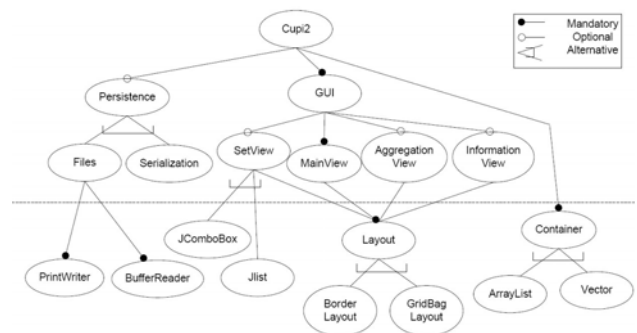 Cupi2
Mandatory
Optional
Alternative
Persistence
GUI
Files
Serialization
SetView
MainView
Aggregation
View
Information
View
JComboBox
Layout
Container
PrintWriter
BufferReader
Jlist
Border
Layout
GridBag
Layout
ArrayList
Vector